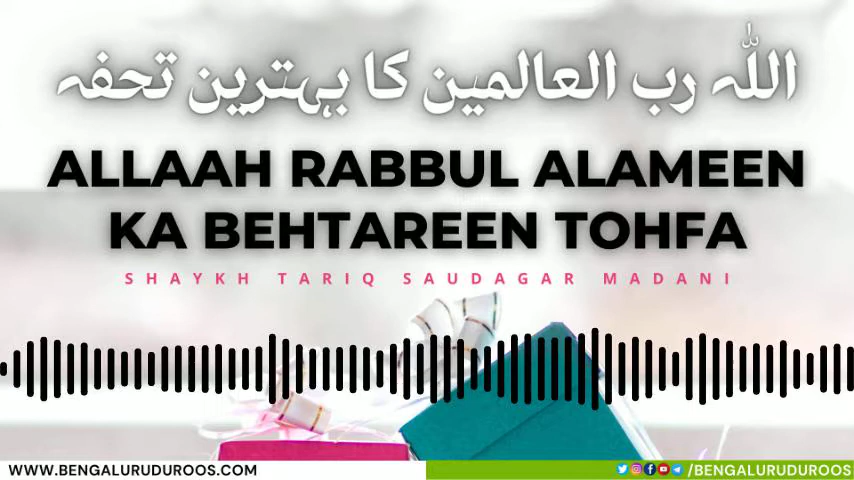 اللہ رب العالمین کا بہترین تحفہ
ALLAAH RABBUL ALAMEEN
KA BEHTAREEN TOHFA
SHAYKH TARIQ SAUDAGAR MADANI
WWW.BENGALURUDUROOS.COM
/BENGALURUDUROOS